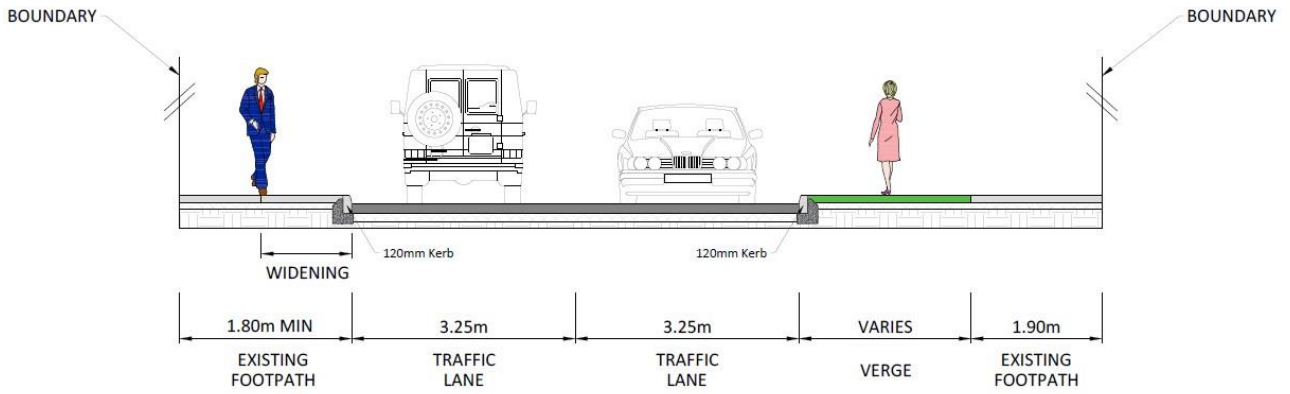 BOUNDARY
BOUNDARY
120mm Kerb
120mm Kerb
WIDENING
1.80m MIN
3.25m
3.25m
VARIES
1.90m
EXISTING
FOOTPATH
TRAFFIC
LANE
TRAFFIC
LANE
VERGE
EXISTING
FOOTPATH